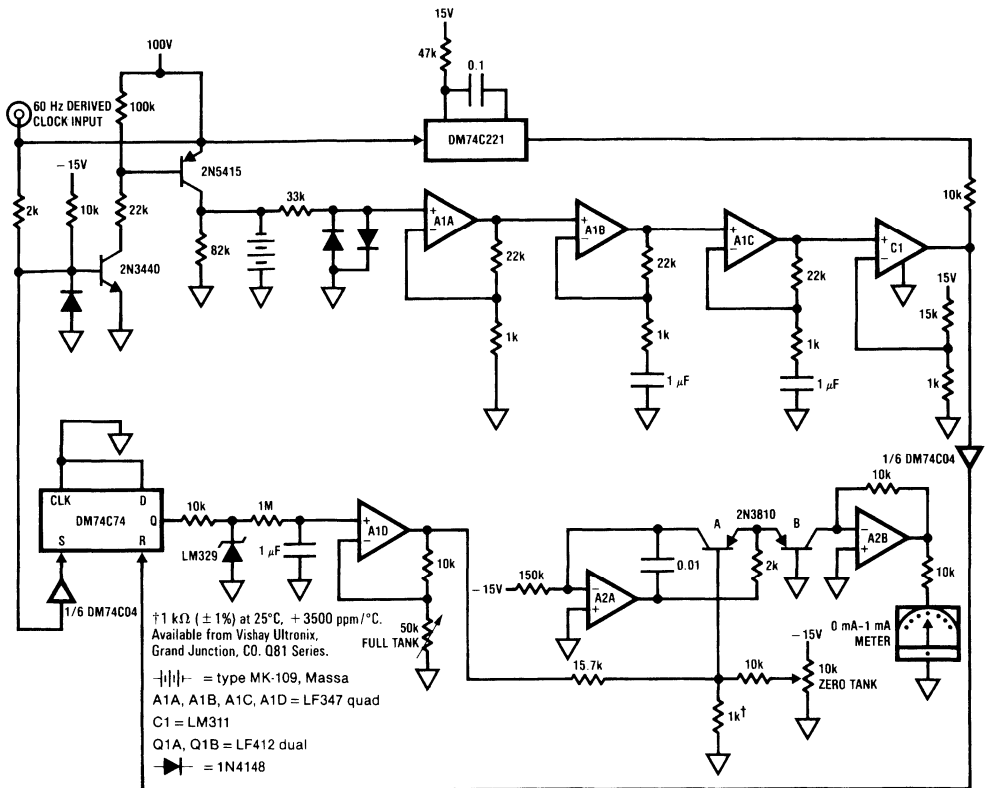 15V
47k
0.1
100V
60 Hz DERIVED
CLOCK INPUT
100k
DM74C221
2N5415
-15V
2k
10k
22k
33k
10k
A1A
A1B
A1C
C1
82k
2N3440
22k
22k
22k
15V
15k
1k
1k
1k
1k
1 µF
1 µF
1/6 DM74C04
CLK
D
DM74C74
Q
S
R
10k
1M
LM329
1 µF
A1D
10k
50k
FULL TANK
1/6 DM74C04
-15V
150k
A2A
0.01
A
2N3810
B
2k
10k
A2B
10k
0 mA-1 mA
METER
-15V
10k
ZERO TANK
15.7k
10k
1k†
†1 kΩ (±1%) at 25°C, +3500 ppm/°C.
Available from Vishay Ultronix,
Grand Junction, CO. Q81 Series.
= type MK-109, Massa
A1A, A1B, A1C, A1D = LF347 quad
C1 = LM311
Q1A, Q1B = LF412 dual
= 1N4148